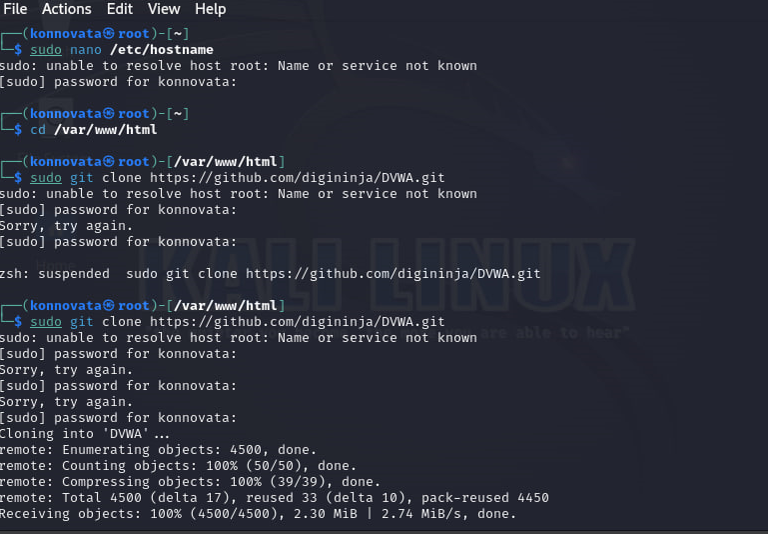 File Actions Edit View Help
┌──(konnovata㉿root)-[~]
└─$ sudo nano /etc/hostname
sudo: unable to resolve host root: Name or service not known
[sudo] password for konnovata:
┌──(konnovata㉿root)-[~]
└─$ cd /var/www/html
┌──(konnovata㉿root)-[/var/www/html]
└─$ sudo git clone https://github.com/digininja/DVWA.git
sudo: unable to resolve host root: Name or service not known
[sudo] password for konnovata:
Sorry, try again.
[sudo] password for konnovata:
zsh: suspended  sudo git clone https://github.com/digininja/DVWA.git
KALI LINUX
┌──(konnovata㉿root)-[/var/www/html]
└─$ sudo git clone https://github.com/digininja/DVWA.git
are able to hear"
sudo: unable to resolve host root: Name or service not known
[sudo] password for konnovata:
Sorry, try again.
[sudo] password for konnovata:
Sorry, try again.
[sudo] password for konnovata:
Cloning into 'DVWA'...
remote: Enumerating objects: 4500, done.
remote: Counting objects: 100% (50/50), done.
remote: Compressing objects: 100% (39/39), done.
remote: Total 4500 (delta 17), reused 33 (delta 10), pack-reused 4450
Receiving objects: 100% (4500/4500), 2.30 MiB | 2.74 MiB/s, done.